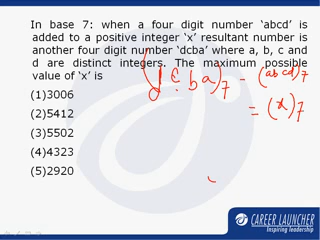 In base 7: when a four digit number 'abcd' is
added to a positive integer 'x' resultant number is
another four digit number 'dcba' where a, b, c and
d are distinct integers. The maximum possible
value of 'x' is
(dcba)7 - (abcd)7
= (x)7
(1)3006
(2)5412
(3)5502
(4)4323
(5)2920
CAREER LAUNCHER
Inspiring leadership